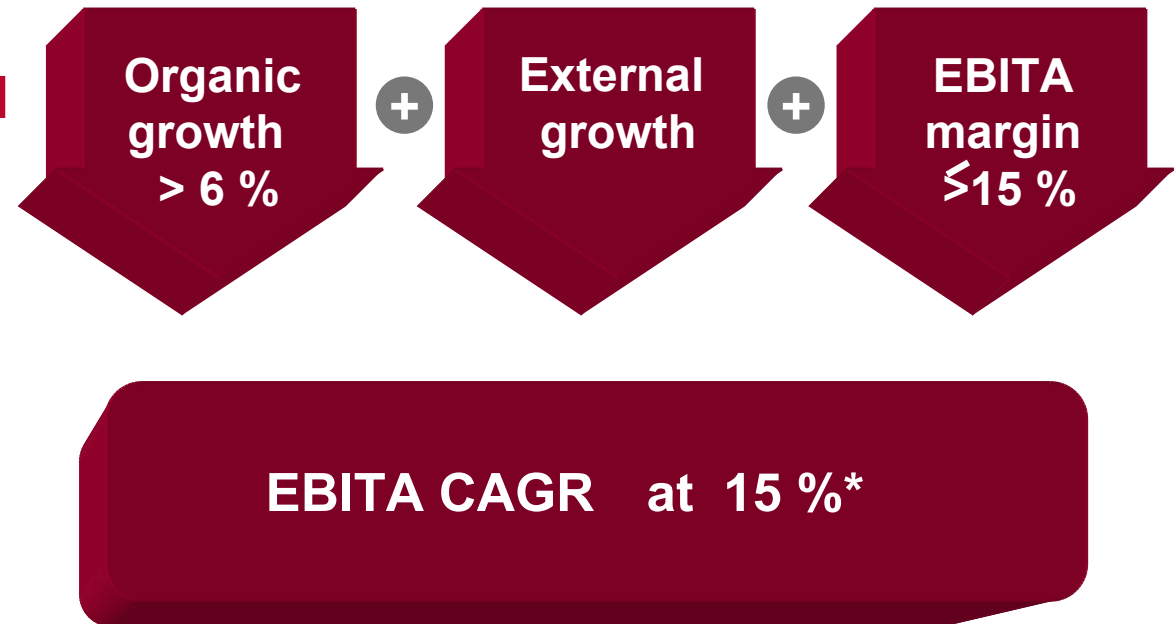 Organic
growth
> 6 %
+
External
growth
+
EBITA
margin
≥15 %
EBITA CAGR at 15 %*